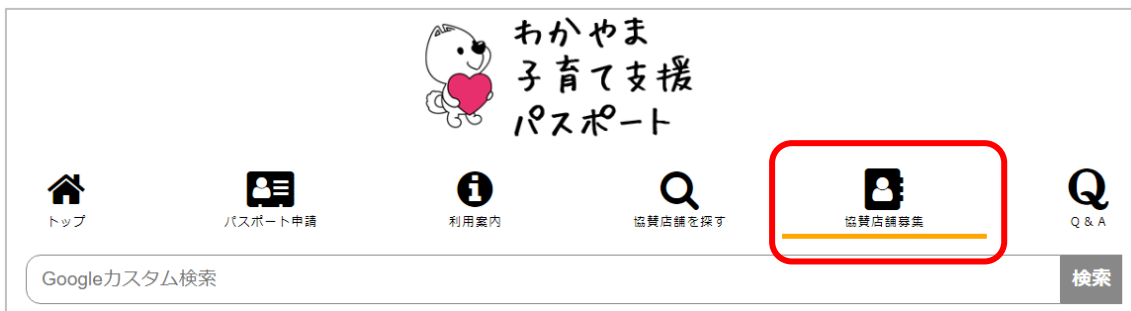 わかやま
子育て支援
パスポート
トップ
パスポート申請
利用案内
協賛店舗を探す
協賛店舗募集
Q & A
Googleカスタム検索
検索